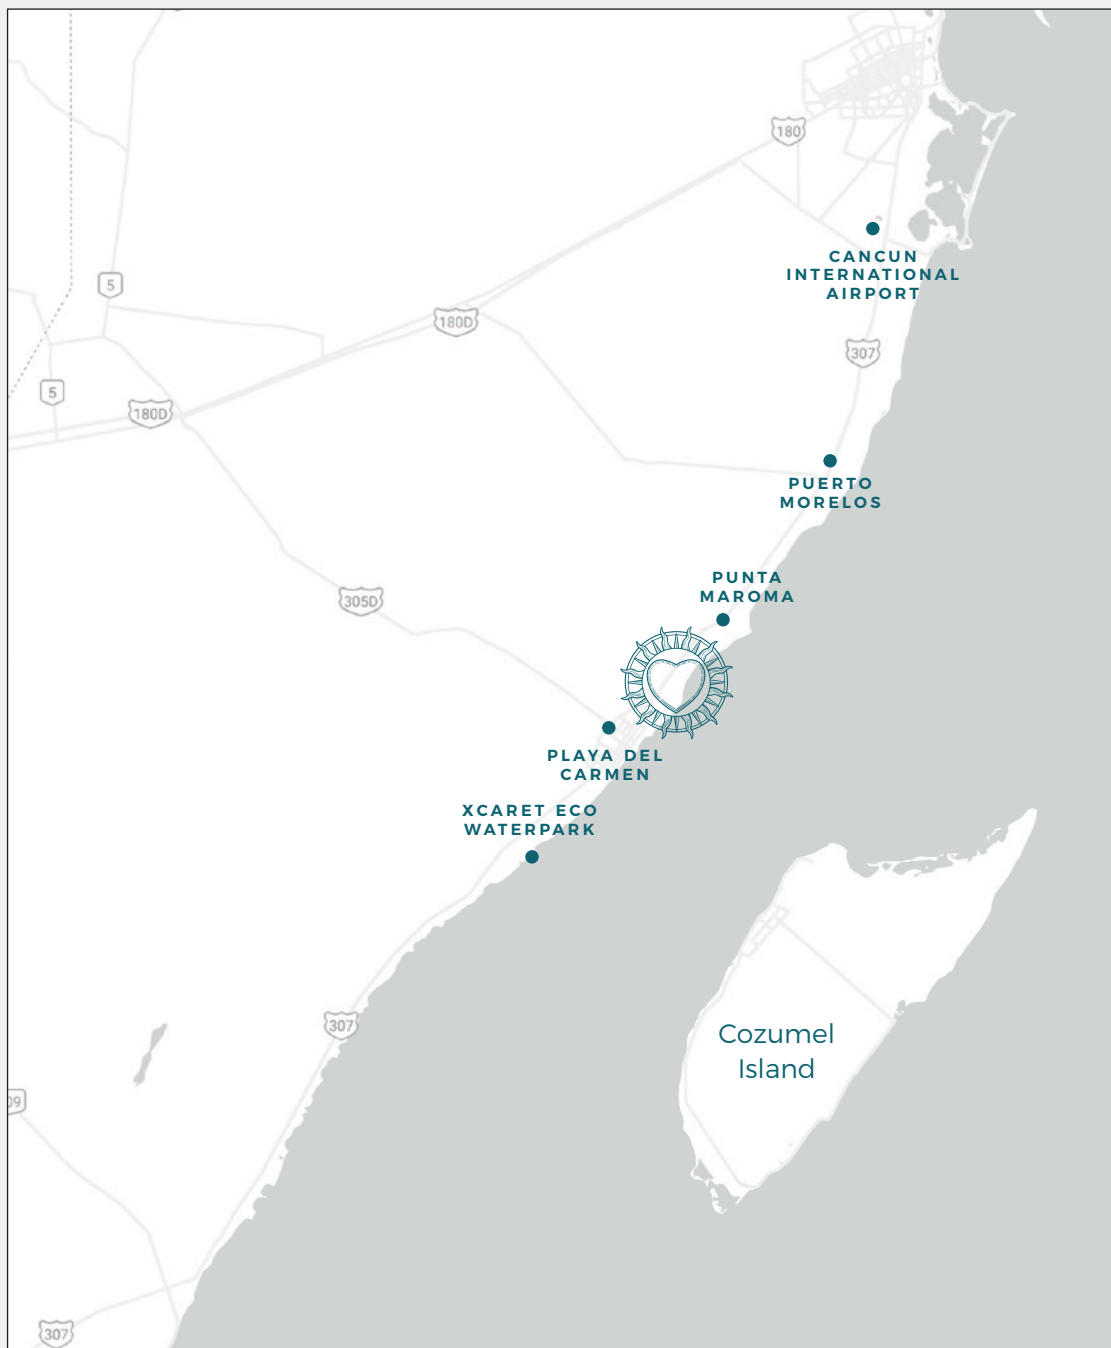 180
CANCUN
INTERNATIONAL
AIRPORT
5
180D
307
5
180D
PUERTO
MORELOS
PUNTA
MAROMA
305D
PLAYA DEL
CARMEN
XCARET ECO
WATERPARK
307
Cozumel
Island
09
307